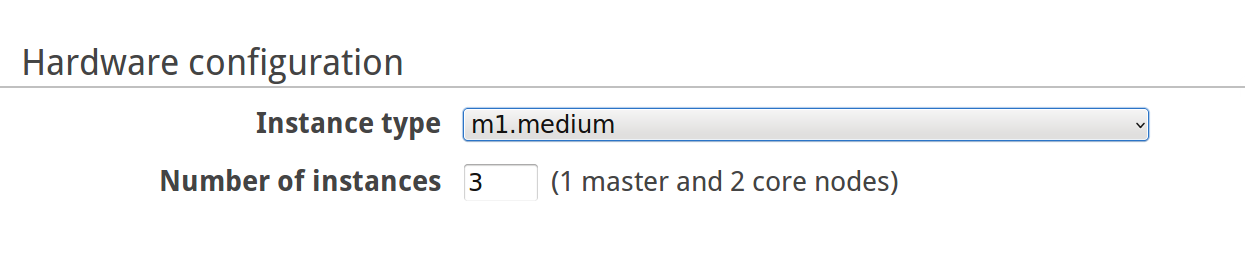 Hardware configuration
Instance type m1.medium
Number of instances 3 (1 master and 2 core nodes)